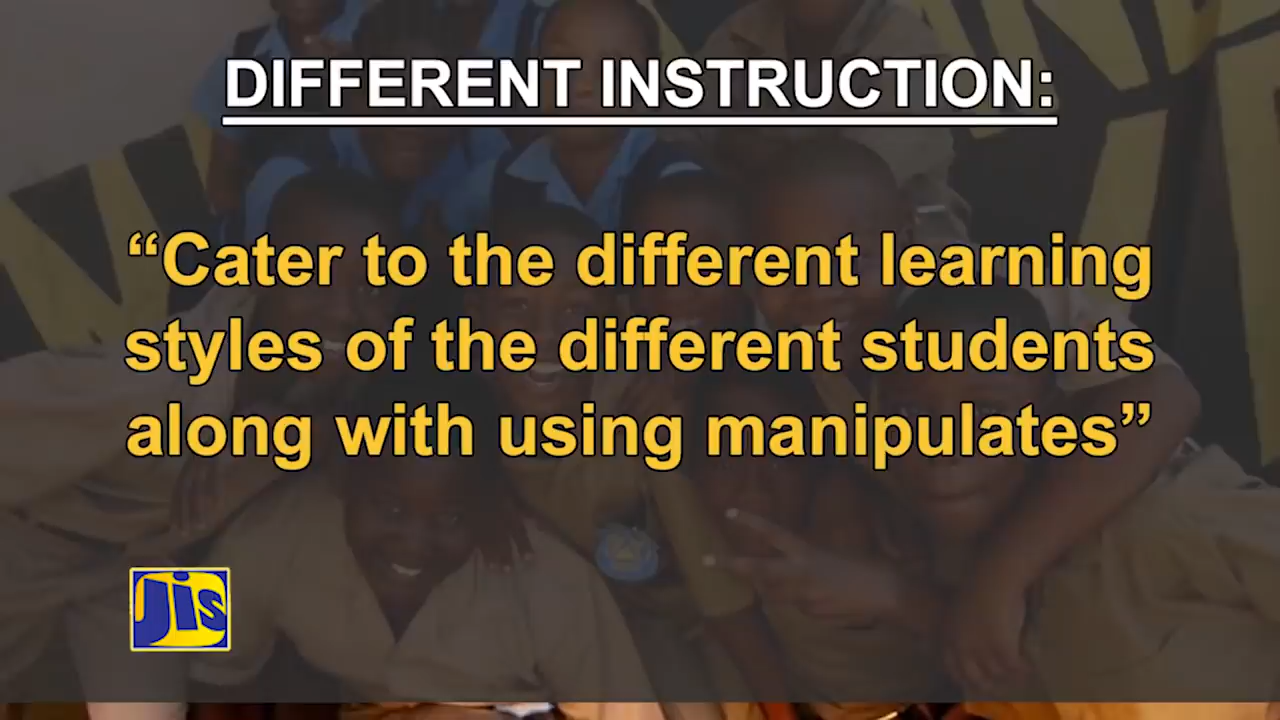 DIFFERENT INSTRUCTION:
“Cater to the different learning
styles of the different students
along with using manipulates”
Jis